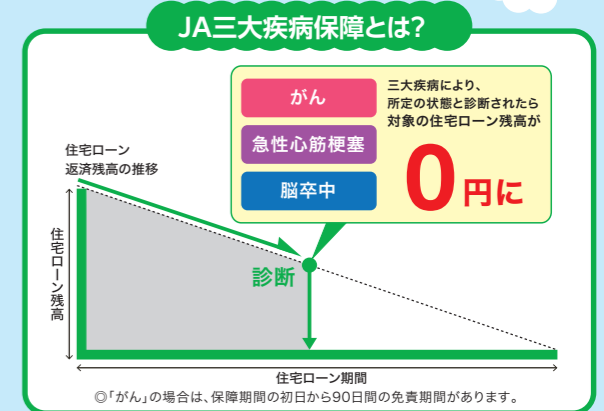 JA三大疾病保障とは?
がん
急性心筋梗塞
脳卒中
三大疾病により、
所定の状態と診断されたら
対象の住宅ローン残高が
0円に
住宅ローン
返済残高の推移
住宅ローン残高
診断
住宅ローン期間
◎「がん」の場合は、保障期間の初日から90日間の免責期間があります。